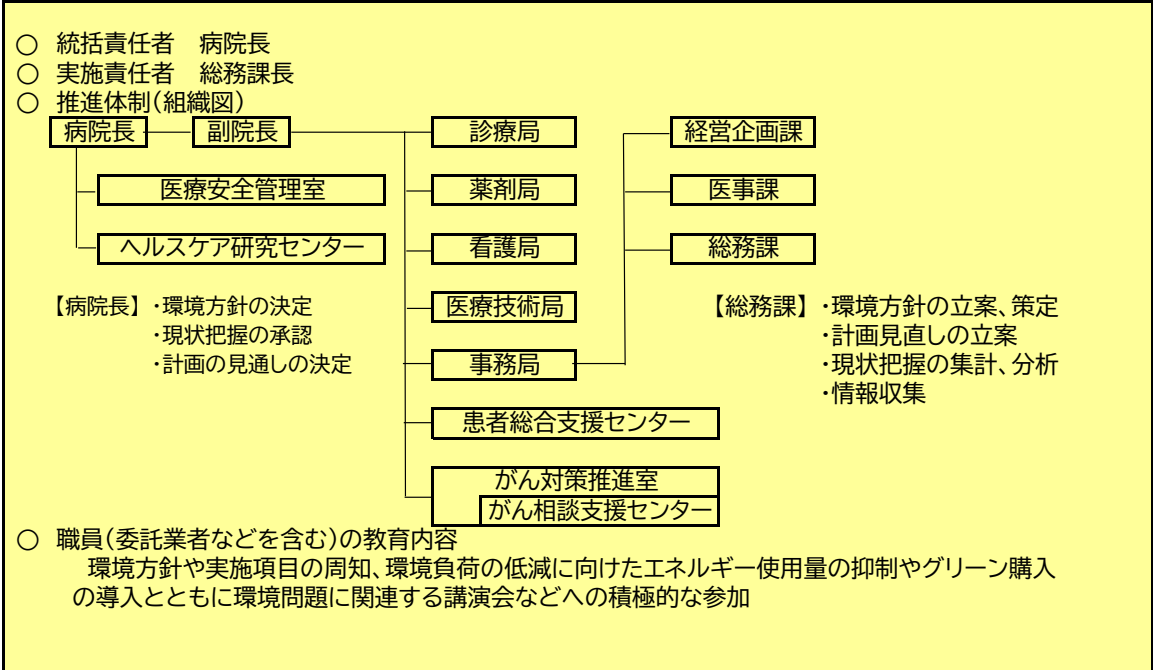 ○ 統括責任者 病院長
○ 実施責任者 総務課長
○ 推進体制(組織図)
病院長 副院長 診療局 経営企画課
医療安全管理室 薬剤局 医事課
ヘルスケア研究センター 看護局 総務課
【病院長】・環境方針の決定 医療技術局 【総務課】・環境方針の立案、策定
・現状把握の承認 ・計画見直しの立案
・計画の見通しの決定 事務局 ・現状把握の集計、分析
・情報収集
患者総合支援センター
がん対策推進室
がん相談支援センター
○ 職員(委託業者などを含む)の教育内容
環境方針や実施項目の周知、環境負荷の低減に向けたエネルギー使用量の抑制やグリーン購入
の導入とともに環境問題に関連する講演会などへの積極的な参加